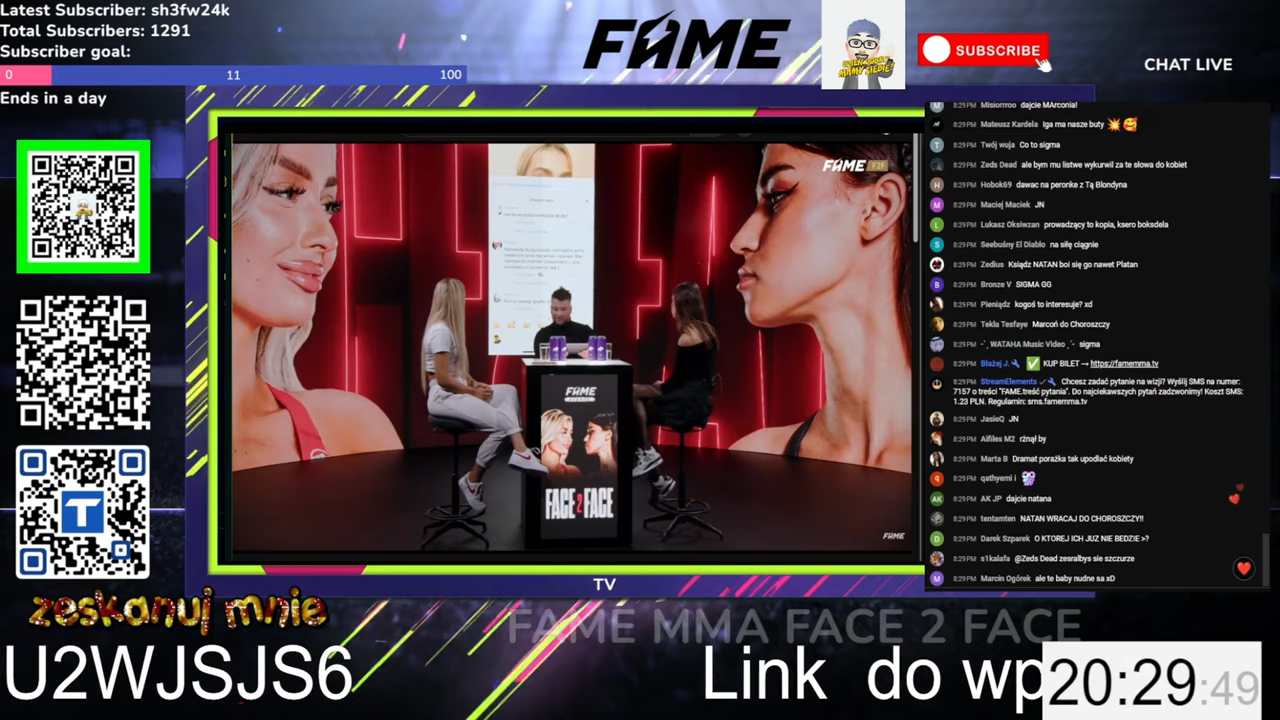 Latest Subscriber: sh3fw24k
Total Subscribers: 1291
Subscriber goal:
0 11 100
Ends in a day
FAME
DZIEŃ DOBRY
MAMY CIEBIE!
SUBSCRIBE
CHAT LIVE
FAME F2F
FAME
FACE 2 FACE
FAME
TV
8:29 PM Misiorrroo dajcie MArconia!
8:29 PM Mateusz Kardela Iga ma nasze buty 💥 🥰
8:29 PM Twój wuja Co to sigma
8:29 PM Zeds Dead ale bym mu listwe wykurwil za te słowa do kobiet
8:29 PM Hobok69 dawac na peronke z Tą Blondyna
8:29 PM Maciej Maciek JN
8:29 PM Lukasz Oksiwzan prowadzący to kopia, ksero boksdela
8:29 PM Seebuśny El Diablo na siłę ciągnie
8:29 PM Zedius Ksiądz NATAN boi się go nawet Płatan
8:29 PM Bronze V SIGMA GG
8:29 PM Pieniądz kogoś to interesuje? xd
8:29 PM Tekla Tesfaye Marcoń do Choroszczy
8:29 PM -`_ WATAHA Music Video _´- sigma
8:29 PM Błażej J. 🔧 ✅ KUP BILET → https://famemma.tv
8:29 PM StreamElements ✓ 🔧 Chcesz zadać pytanie na wizji? Wyślij SMS na numer:
7157 o treści "FAME.treść pytania". Do najciekawszych pytań zadzwonimy! Koszt SMS:
1.23 PLN. Regulamin: sms.famemma.tv
8:29 PM JasieQ JN
8:29 PM Aifiles M2 rżnął by
8:29 PM Marta B Dramat porażka tak upodlać kobiety
8:29 PM qathyemi i
8:29 PM AK JP dajcie natana
8:29 PM tentamten NATAN WRACAJ DO CHOROSZCZY!!
8:29 PM Darek Szparek O KTOREJ ICH JUZ NIE BEDZIE >?
8:29 PM s1kalafa @Zeds Dead zesralbys sie szczurze
8:29 PM Marcin Ogórek ale te baby nudne sa xD
zeskanuj mnie
FAME MMA FACE 2 FACE
U2WJSJS6
Link do wp
20:29:49